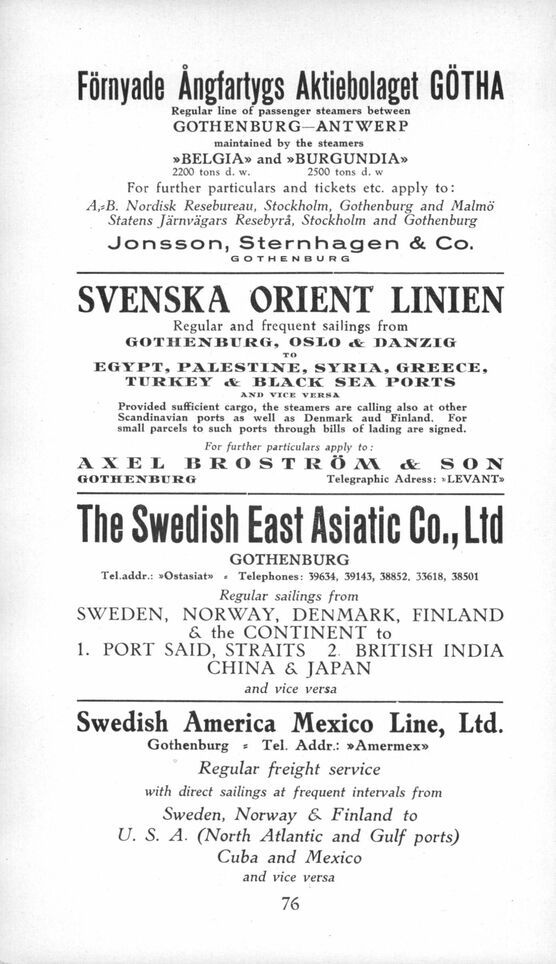 Förnyade Ångfartygs Aktiebolaget GÖTHA
Regular line of passenger steamers between
GOTHENBURG—ANTWERP
maintained by the steamers
»BELGIA» and »BURGUNDIA»
2200 tons d. w. 2500 tons d. w
For further particulars and tickets etc. apply to:
A.=B. Nordisk Resebureau, Stockholm, Gothenburg and Malmö
Statens Järnvägars Resebyrå, Stockholm and Gothenburg
Jonsson, Sternhagen & Co.
GOTHENBURG
SVENSKA ORIENT LINIEN
Regular and frequent sailings from
GOTHENBURG, OSLO & DANZIG
TO
EGYPT, PALESTINE, SYRIA, GREECE,
TURKEY & BLACK SEA PORTS
AND VICE VERSA
Provided sufficient cargo, the steamers are calling also at other
Scandinavian ports as well as Denmark aud Finland. For
small parcels to such ports through bills of lading are signed.
For further particulars apply to:
AXEL BROSTRÖM & SON
GOTHENBURG Telegraphic Adress: »LEVANT»
The Swedish East Asiatic Co., Ltd
GOTHENBURG
Tel.addr.: »Ostasiat» = Telephones: 39634, 39143, 38852, 33618, 38501
Regular sailings from
SWEDEN, NORWAY, DENMARK, FINLAND
& the CONTINENT to
1. PORT SAID, STRAITS 2. BRITISH INDIA
CHINA & JAPAN
and vice versa
Swedish America Mexico Line, Ltd.
Gothenburg = Tel. Addr.: »Amermex»
Regular freight service
with direct sailings at frequent intervals from
Sweden, Norway & Finland to
U. S. A. (North Atlantic and Gulf ports)
Cuba and Mexico
and vice versa
76